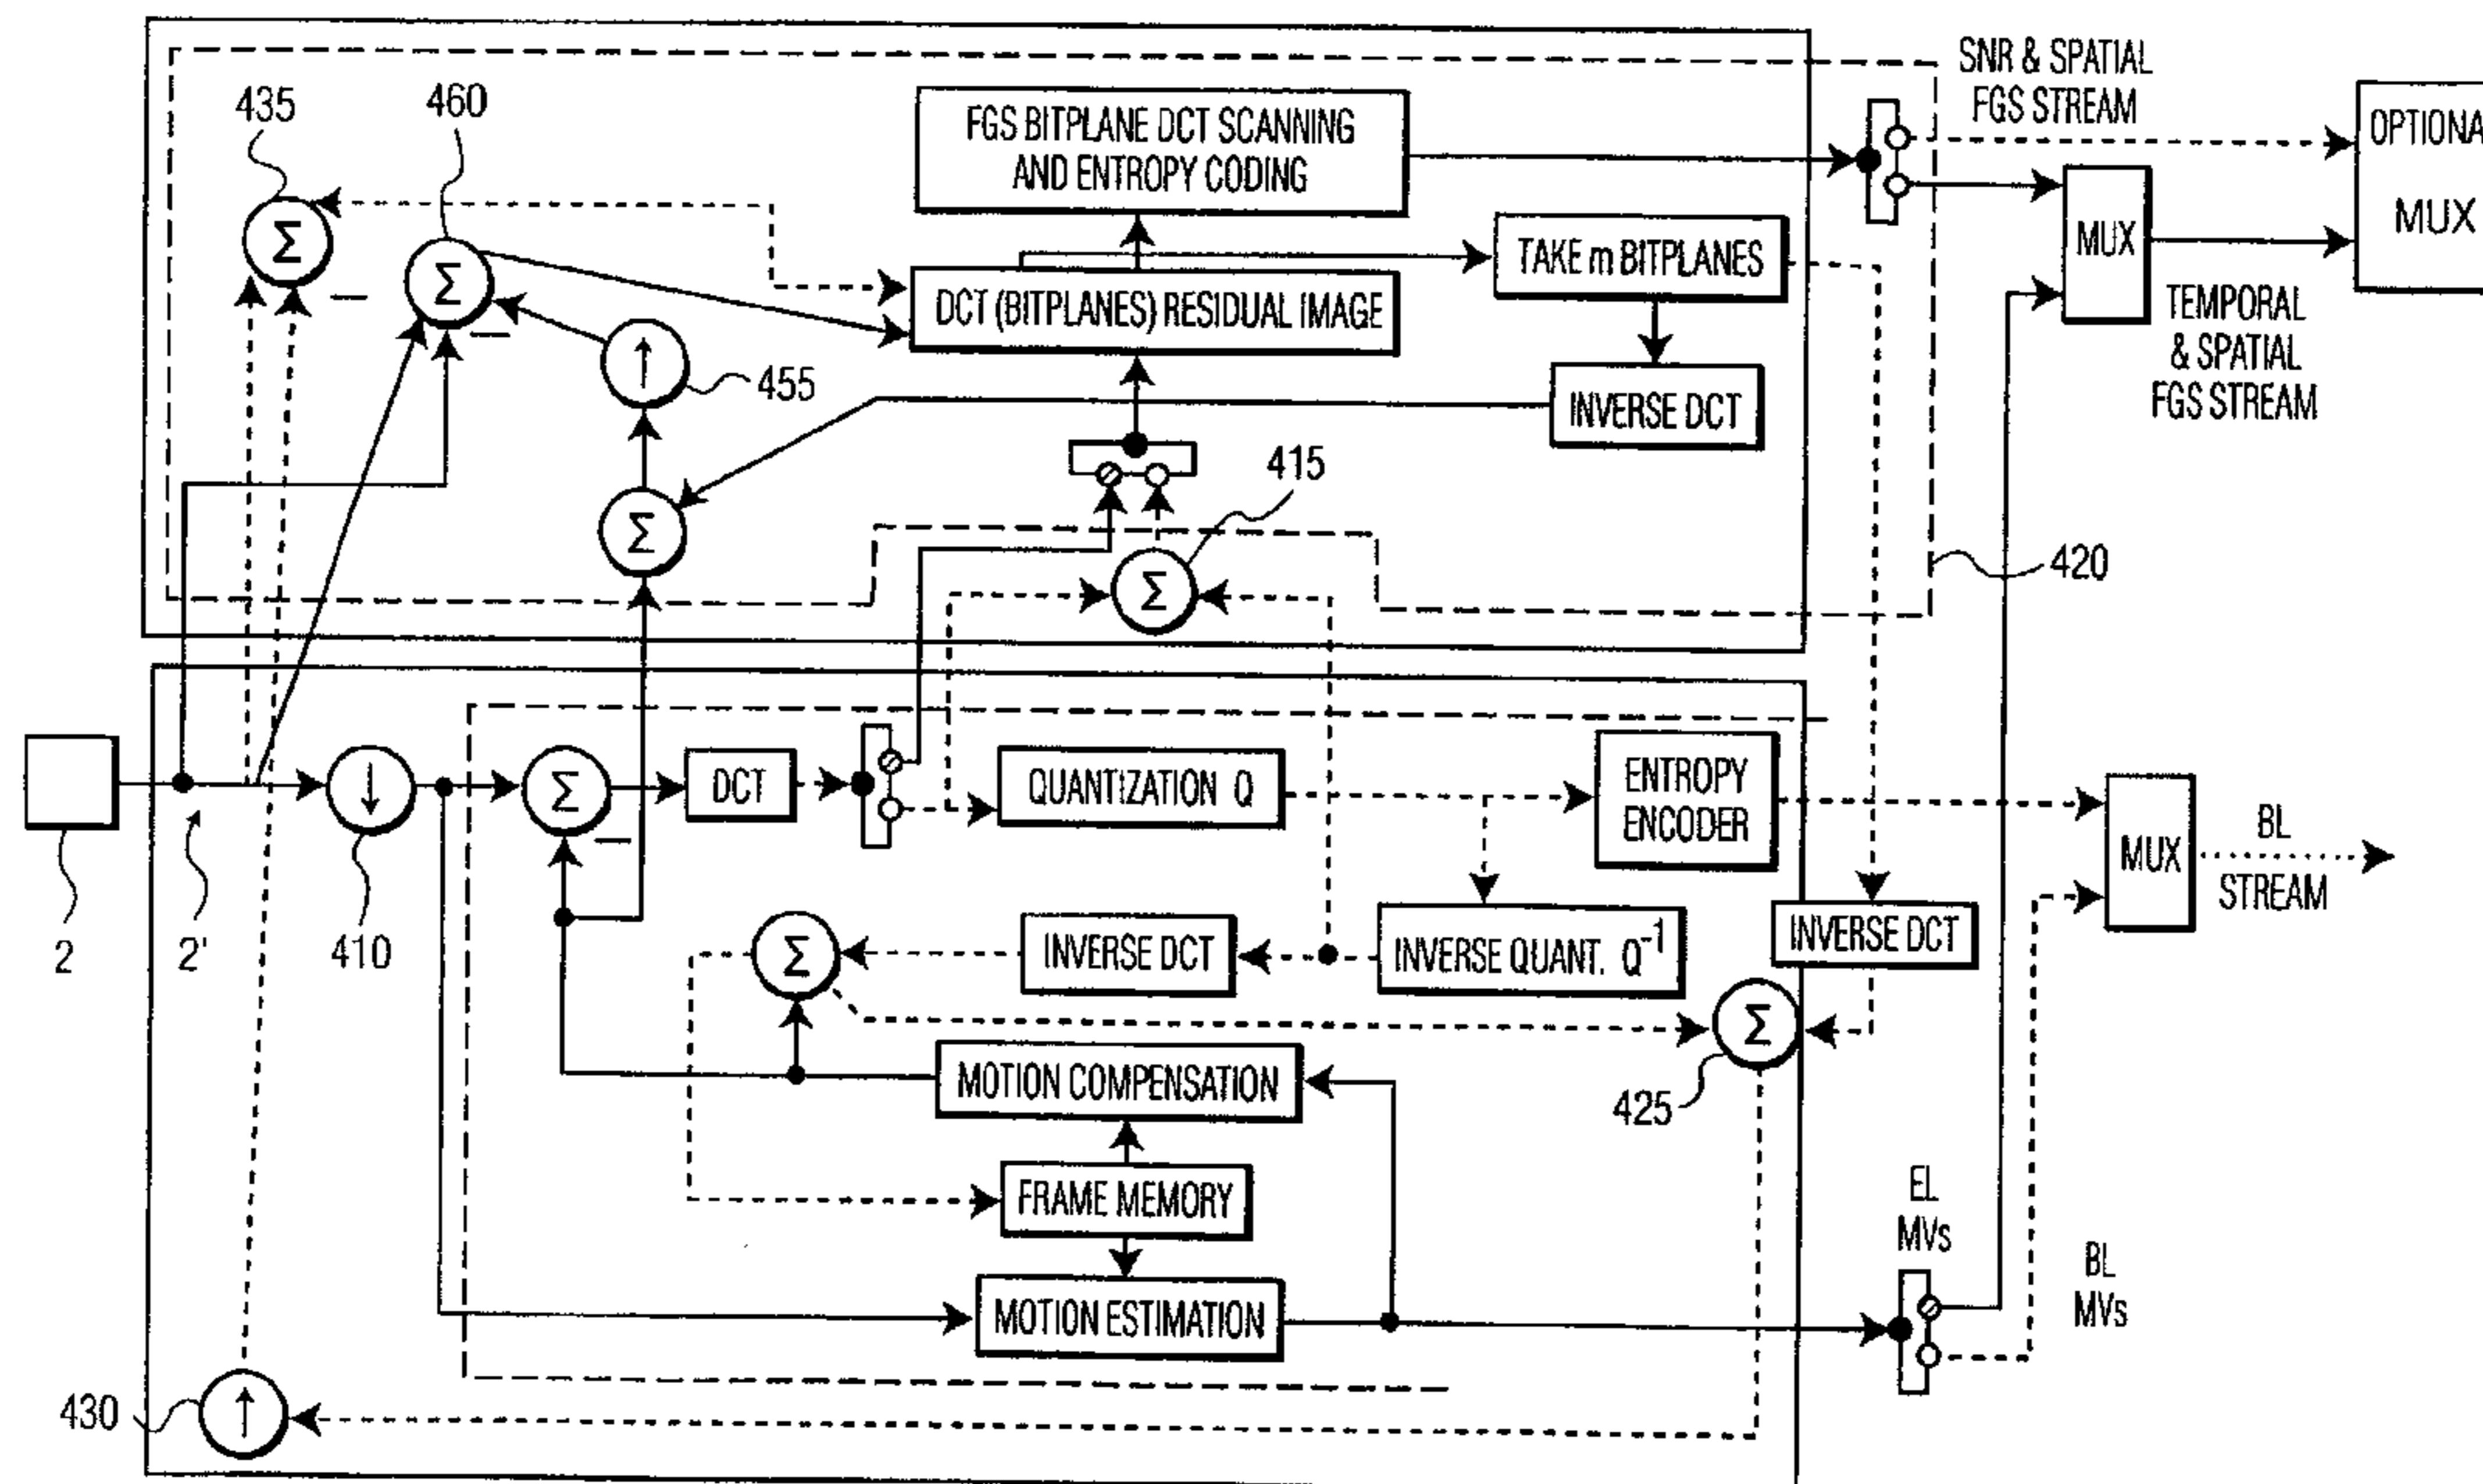 435
460
FGS BITPLANE DCT SCANNING
AND ENTROPY CODING
SNR & SPATIAL
FGS STREAM
OPTIONA
MUX
Σ
Σ
TAKE m BITPLANES
MUX
DCT (BITPLANES) RESIDUAL IMAGE
TEMPORAL
& SPATIAL
FGS STREAM
455
INVERSE DCT
415
Σ
Σ
420
2
2'
410
Σ
DCT
QUANTIZATION Q
ENTROPY
ENCODER
MUX
BL
STREAM
Σ
INVERSE DCT
INVERSE QUANT. Q-1
INVERSE DCT
Σ
425
MOTION COMPENSATION
FRAME MEMORY
MOTION ESTIMATION
EL
MVs
BL
MVs
430